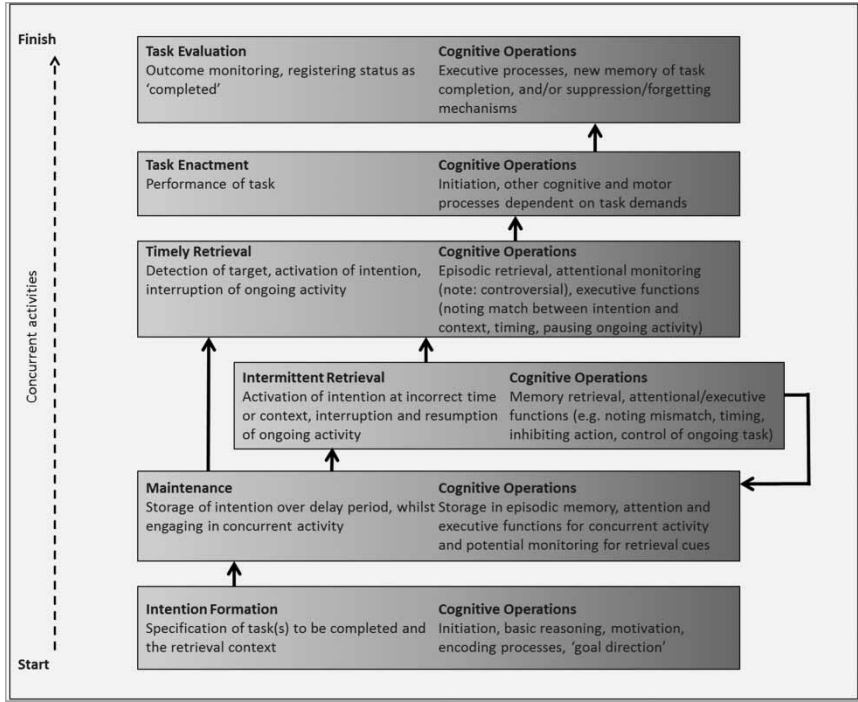 Finish
Concurrent activities
Start
Task Evaluation
Outcome monitoring, registering status as
‘completed’
Cognitive Operations
Executive processes, new memory of task
completion, and/or suppression/forgetting
mechanisms
Task Enactment
Performance of task
Cognitive Operations
Initiation, other cognitive and motor
processes dependent on task demands
Timely Retrieval
Detection of target, activation of intention,
interruption of ongoing activity
Cognitive Operations
Episodic retrieval, attentional monitoring
(note: controversial), executive functions
(noting match between intention and
context, timing, pausing ongoing activity)
Intermittent Retrieval
Activation of intention at incorrect time
or context, interruption and resumption
of ongoing activity
Cognitive Operations
Memory retrieval, attentional/executive
functions (e.g. noting mismatch, timing,
inhibiting action, control of ongoing task)
Maintenance
Storage of intention over delay period, whilst
engaging in concurrent activity
Cognitive Operations
Storage in episodic memory, attention and
executive functions for concurrent activity
and potential monitoring for retrieval cues
Intention Formation
Specification of task(s) to be completed and
the retrieval context
Cognitive Operations
Initiation, basic reasoning, motivation,
encoding processes, ‘goal direction’